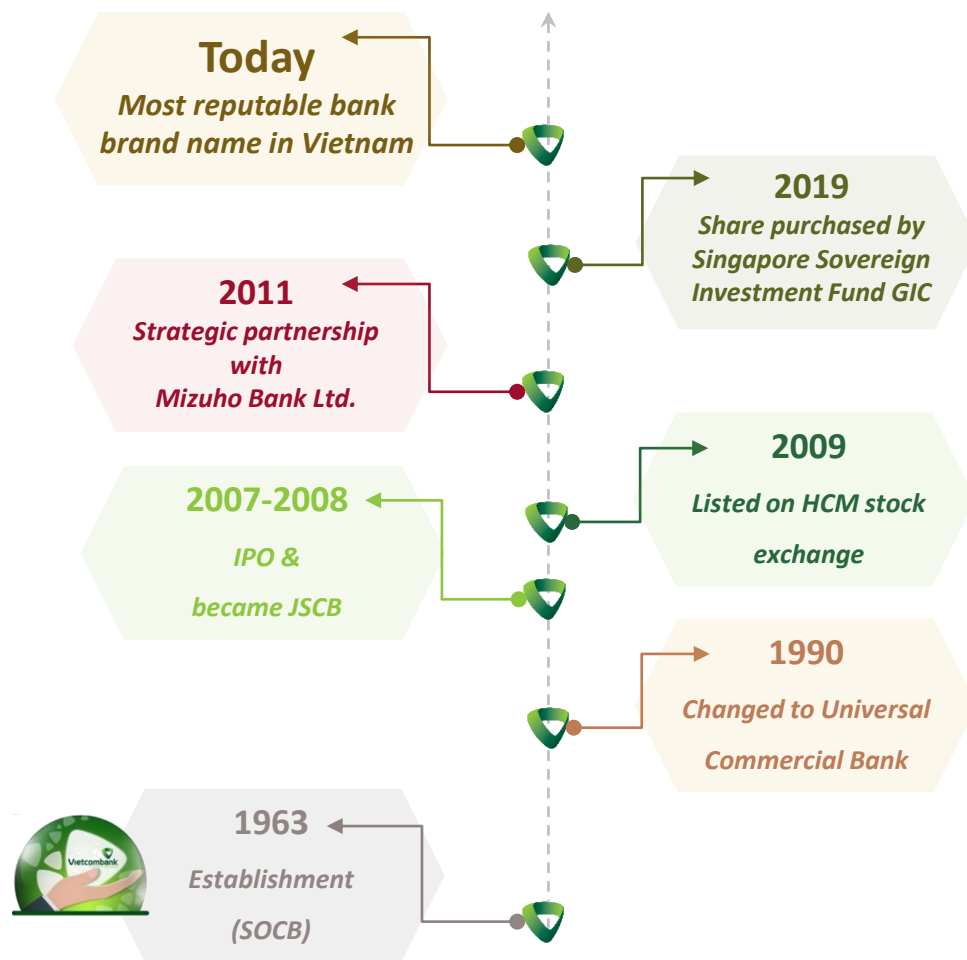 Today
Most reputable bank
brand name in Vietnam
2019
Share purchased by
Singapore Sovereign
Investment Fund GIC
2011
Strategic partnership
with
Mizuho Bank Ltd.
2009
Listed on HCM stock
exchange
2007-2008
IPO &
became JSCB
1990
Changed to Universal
Commercial Bank
1963
Establishment
(SOCB)
Vietcombank